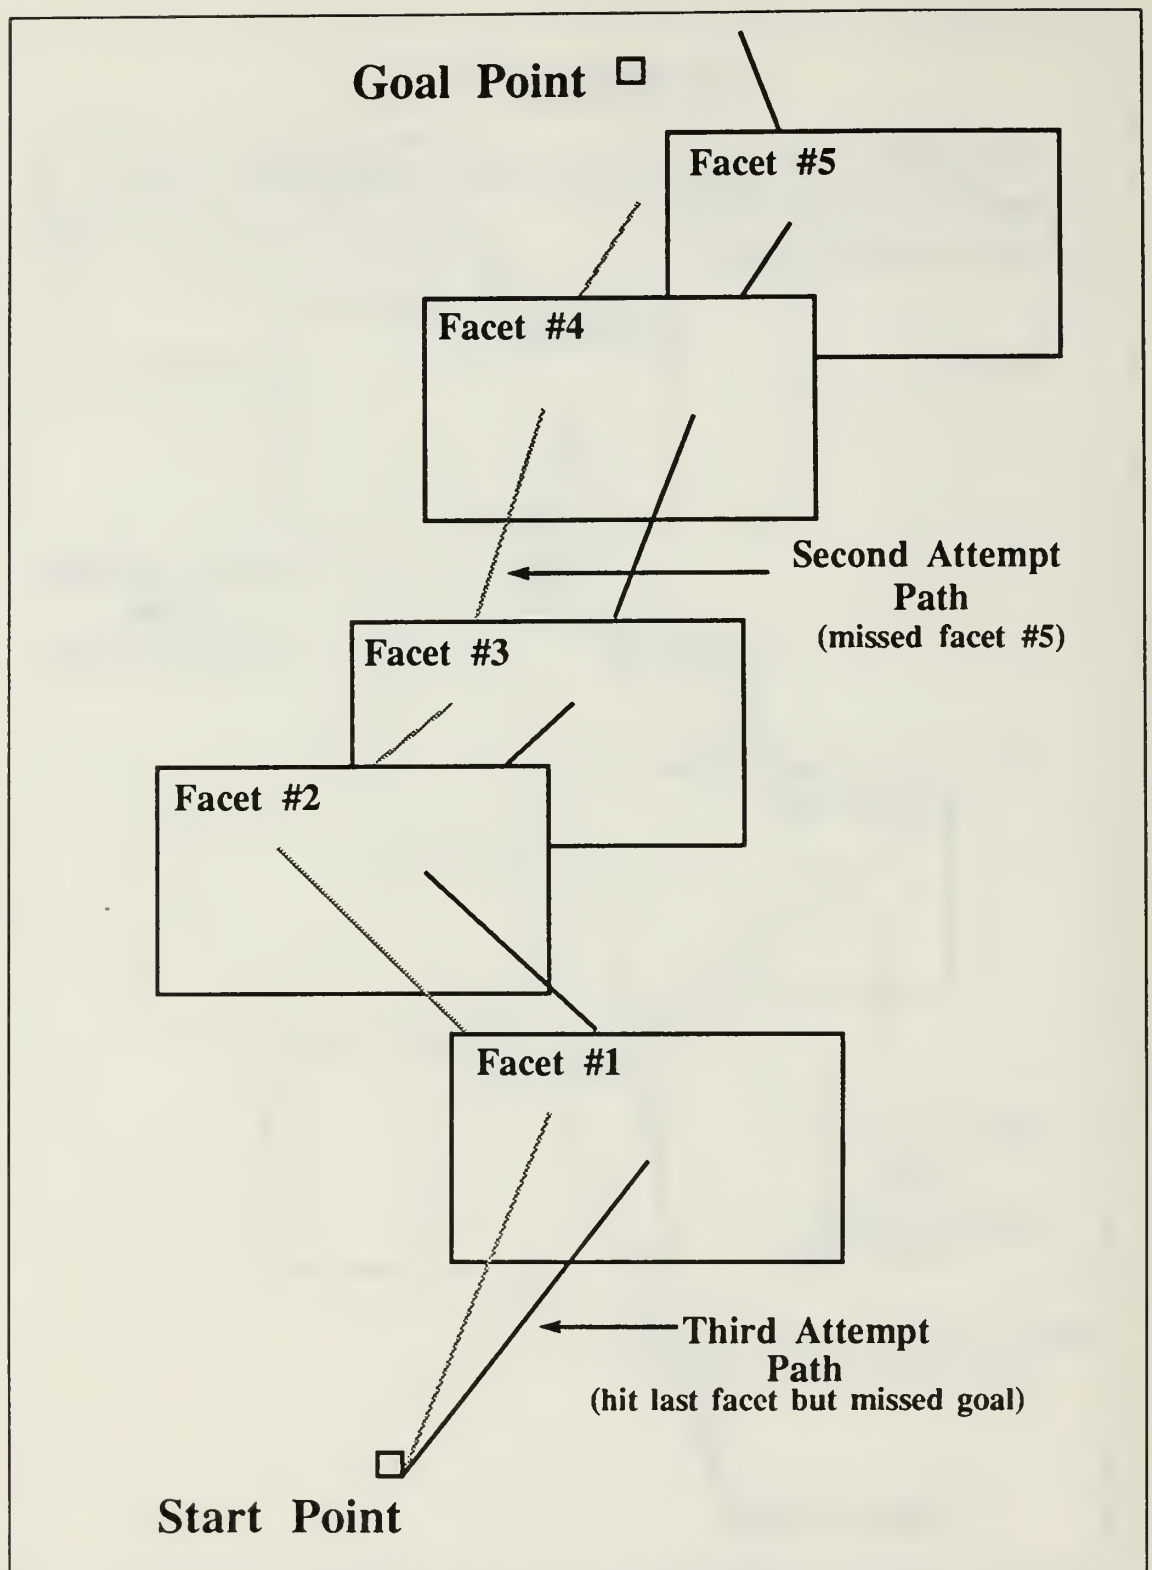 Goal Point
Facet #5
Facet #4
Second Attempt
Path
(missed facet #5)
Facet #3
Facet #2
Facet #1
Third Attempt
Path
(hit last facet but missed goal)
Start Point